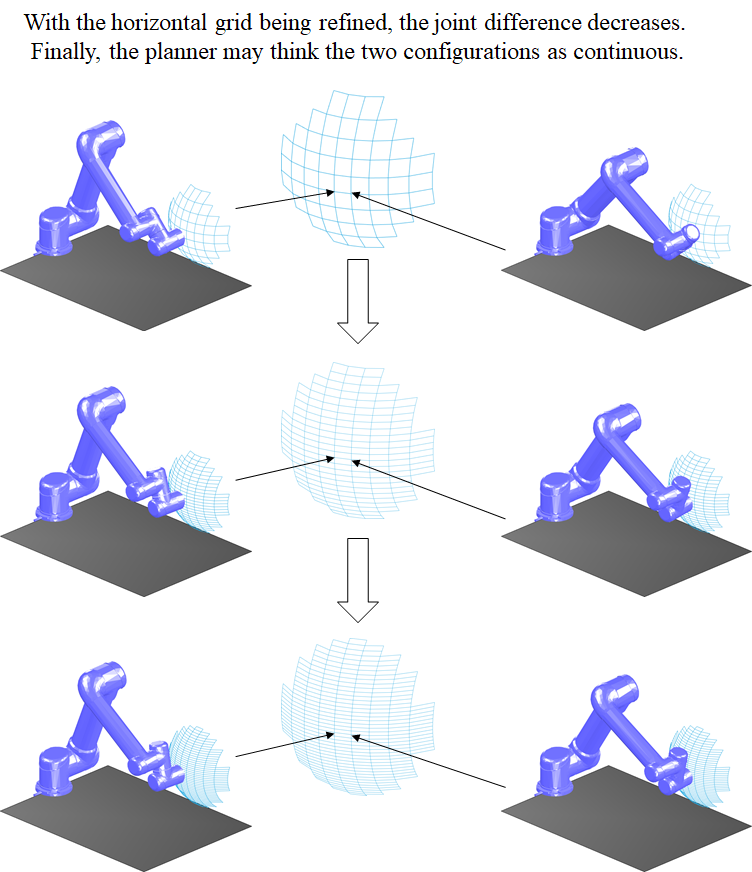 With the horizontal grid being refined, the joint difference decreases.
Finally, the planner may think the two configurations as continuous.